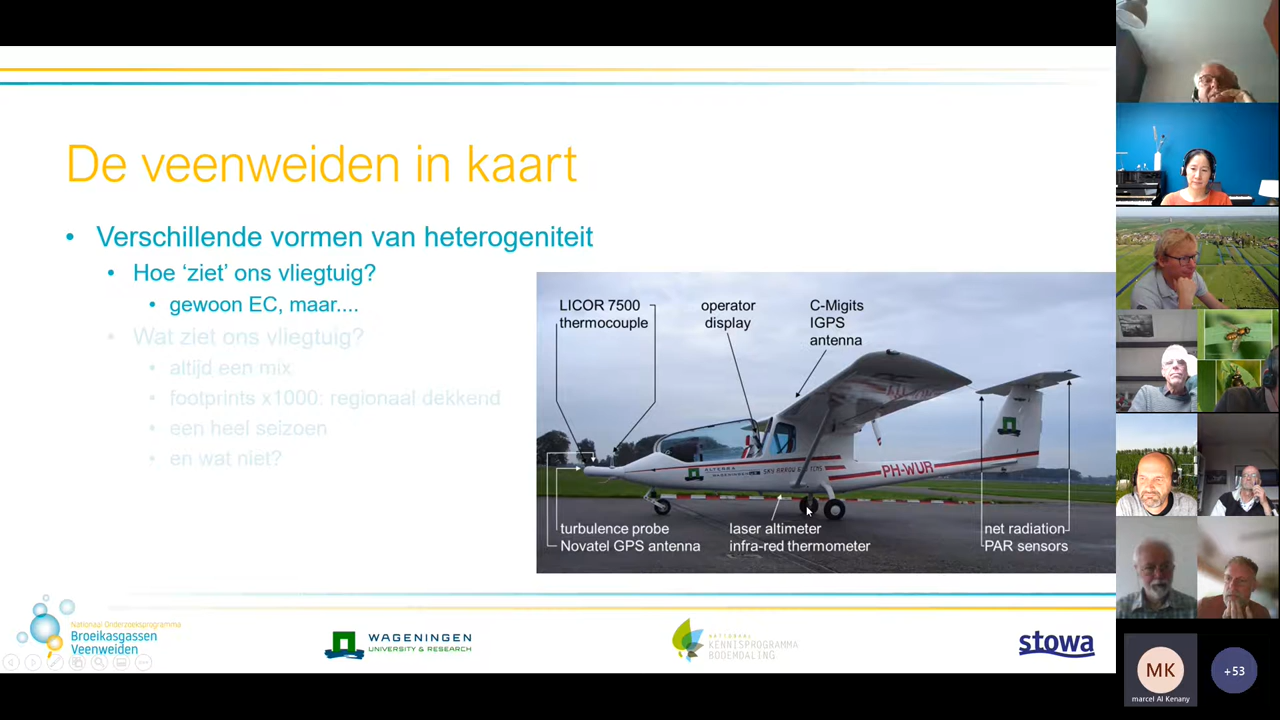 De veenweiden in kaart
• Verschillende vormen van heterogeniteit
• Hoe ‘ziet’ ons vliegtuig?
• gewoon EC, maar....
• Wat ziet ons vliegtuig?
• altijd een mix
• footprints x1000: regionaal dekkend
• een heel seizoen
• en wat niet?
LICOR 7500
thermocouple
operator
display
C-Migits
IGPS
antenna
PH-WUR
turbulence probe
Novatel GPS antenna
laser altimeter
infra-red thermometer
net radiation
PAR sensors
Nationaal Onderzoeksprogramma
Broeikasgassen
Veenweiden
WAGENINGEN
UNIVERSITY & RESEARCH
NATIONAAL
KENNISPROGRAMMA
BODEMDALING
stowa
MK
marcel Al Kenany
+53